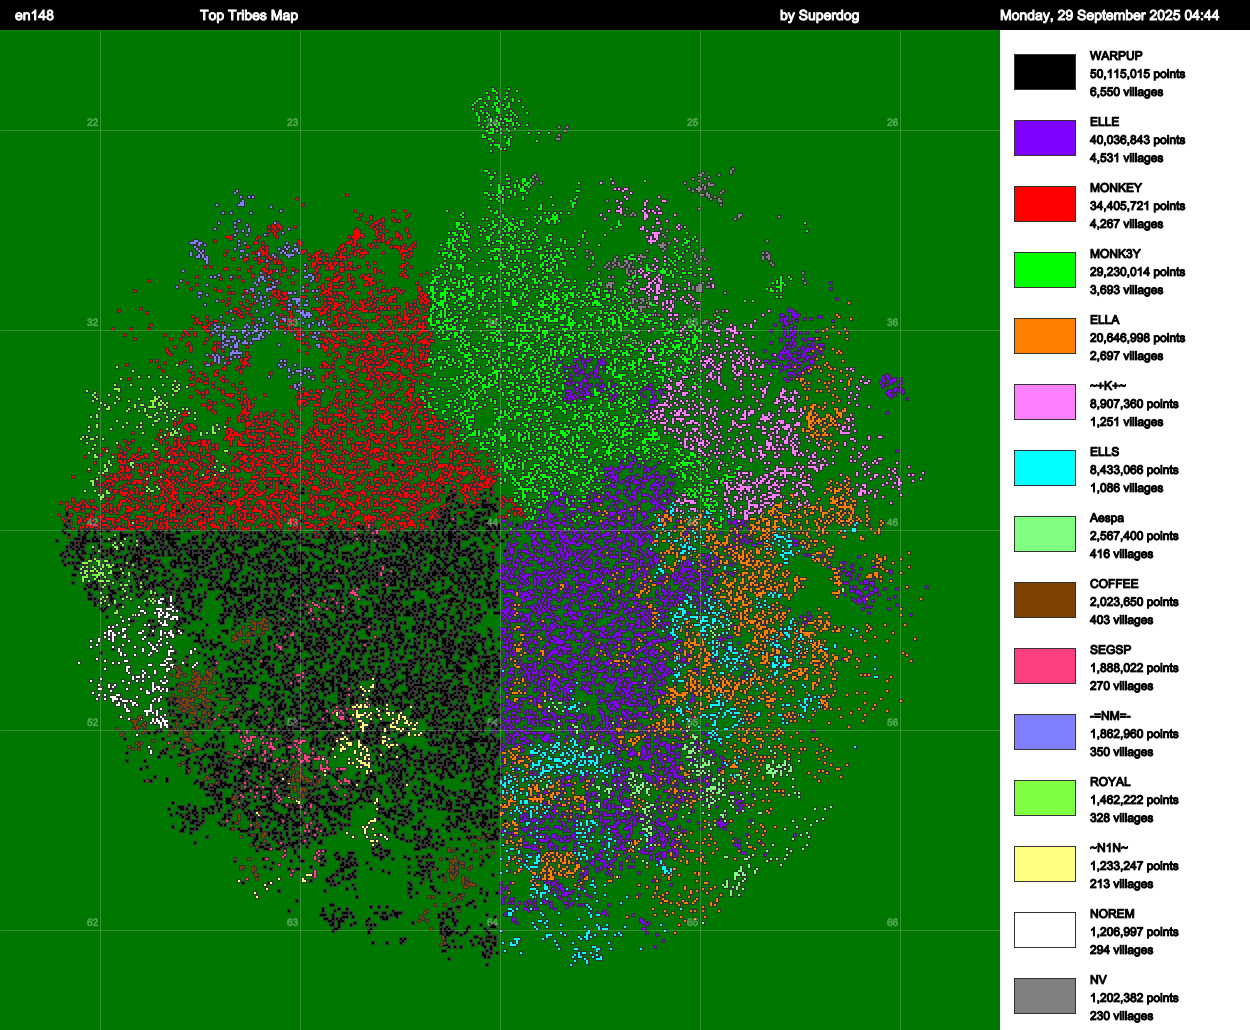 en148 Top Tribes Map by Superdog Monday, 29 September 2025 04:44
WARPUP
50,115,015 points
6,550 villages
ELLE
40,036,843 points
4,531 villages
MONKEY
34,405,721 points
4,267 villages
MONK3Y
29,230,014 points
3,693 villages
ELLA
20,646,998 points
2,697 villages
~+K+~
8,907,360 points
1,251 villages
ELLS
8,433,066 points
1,086 villages
Aespa
2,567,400 points
416 villages
COFFEE
2,023,650 points
403 villages
SEGSP
1,888,022 points
270 villages
-=NM=-
1,862,960 points
350 villages
ROYAL
1,462,222 points
328 villages
~N1N~
1,233,247 points
213 villages
NOREM
1,206,997 points
294 villages
NV
1,202,382 points
230 villages
22 23 25 26
32 36
42 43 44 46
52 54 56
62 63 64 65 66